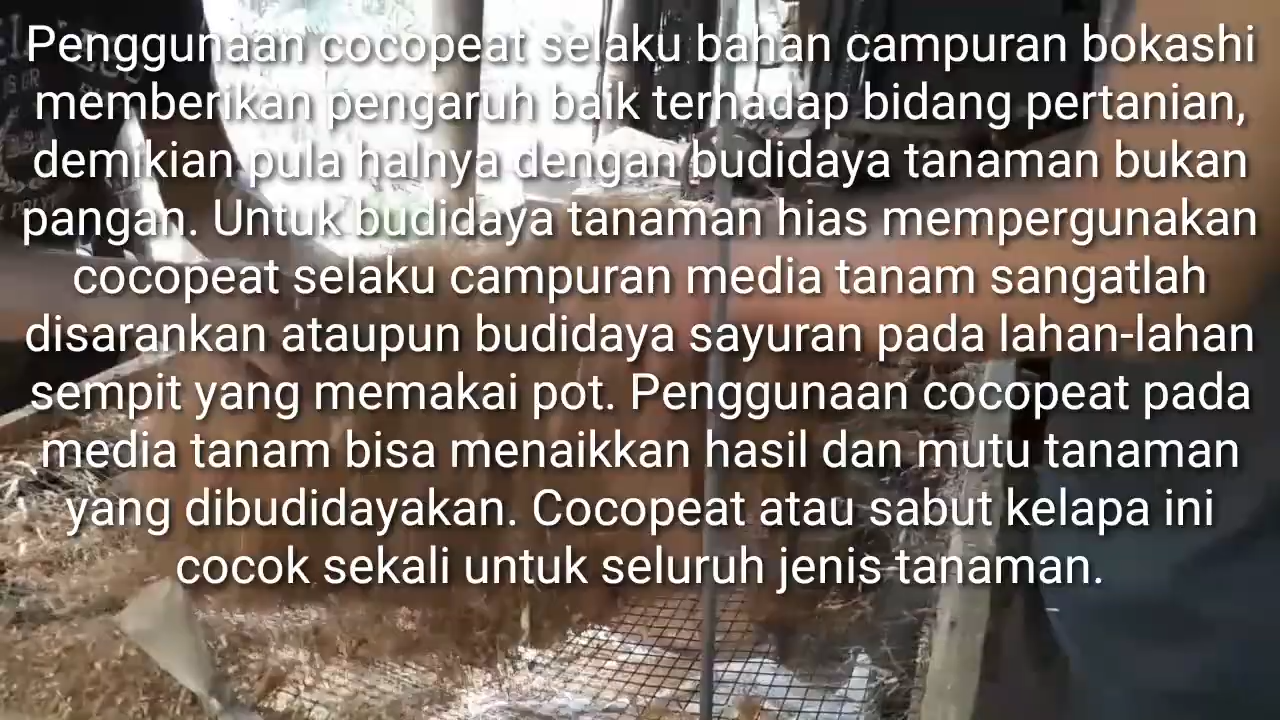 Penggunaan cocopeat selaku bahan campuran bokashi
memberikan pengaruh baik terhadap bidang pertanian,
demikian pula halnya dengan budidaya tanaman bukan
pangan. Untuk budidaya tanaman hias mempergunakan
cocopeat selaku campuran media tanam sangatlah
disarankan ataupun budidaya sayuran pada lahan-lahan
sempit yang memakai pot. Penggunaan cocopeat pada
media tanam bisa menaikkan hasil dan mutu tanaman
yang dibudidayakan. Cocopeat atau sabut kelapa ini
cocok sekali untuk seluruh jenis tanaman.